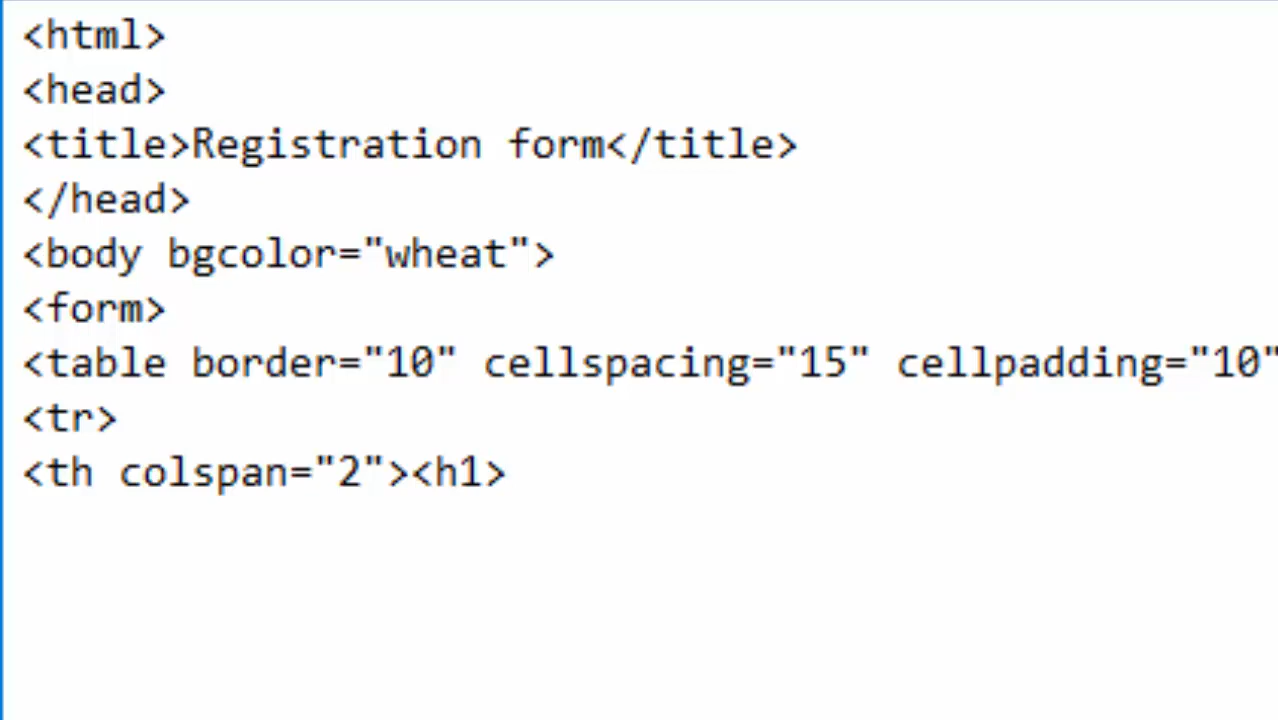 <html>
<head>
<title>Registration form</title>
</head>
<body bgcolor="wheat">
<form>
<table border="10" cellspacing="15" cellpadding="10"
<tr>
<th colspan="2"><h1>